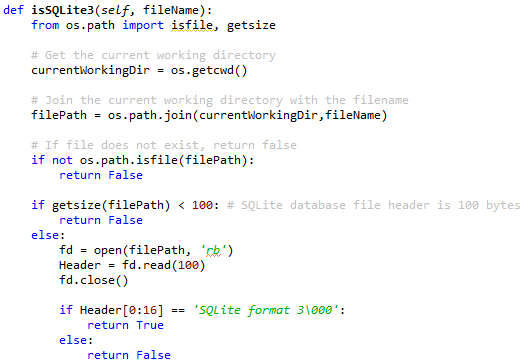 def isSQLite3(self, fileName):
    from os.path import isfile, getsize

    # Get the current working directory
    currentWorkingDir = os.getcwd()

    # Join the current working directory with the filename
    filePath = os.path.join(currentWorkingDir,fileName)

    # If file does not exist, return false
    if not os.path.isfile(filePath):
        return False

    if getsize(filePath) < 100: # SQLite database file header is 100 bytes
        return False
    else:
        fd = open(filePath, 'rb')
        Header = fd.read(100)
        fd.close()

        if Header[0:16] == 'SQLite format 3\000':
            return True
        else:
            return False